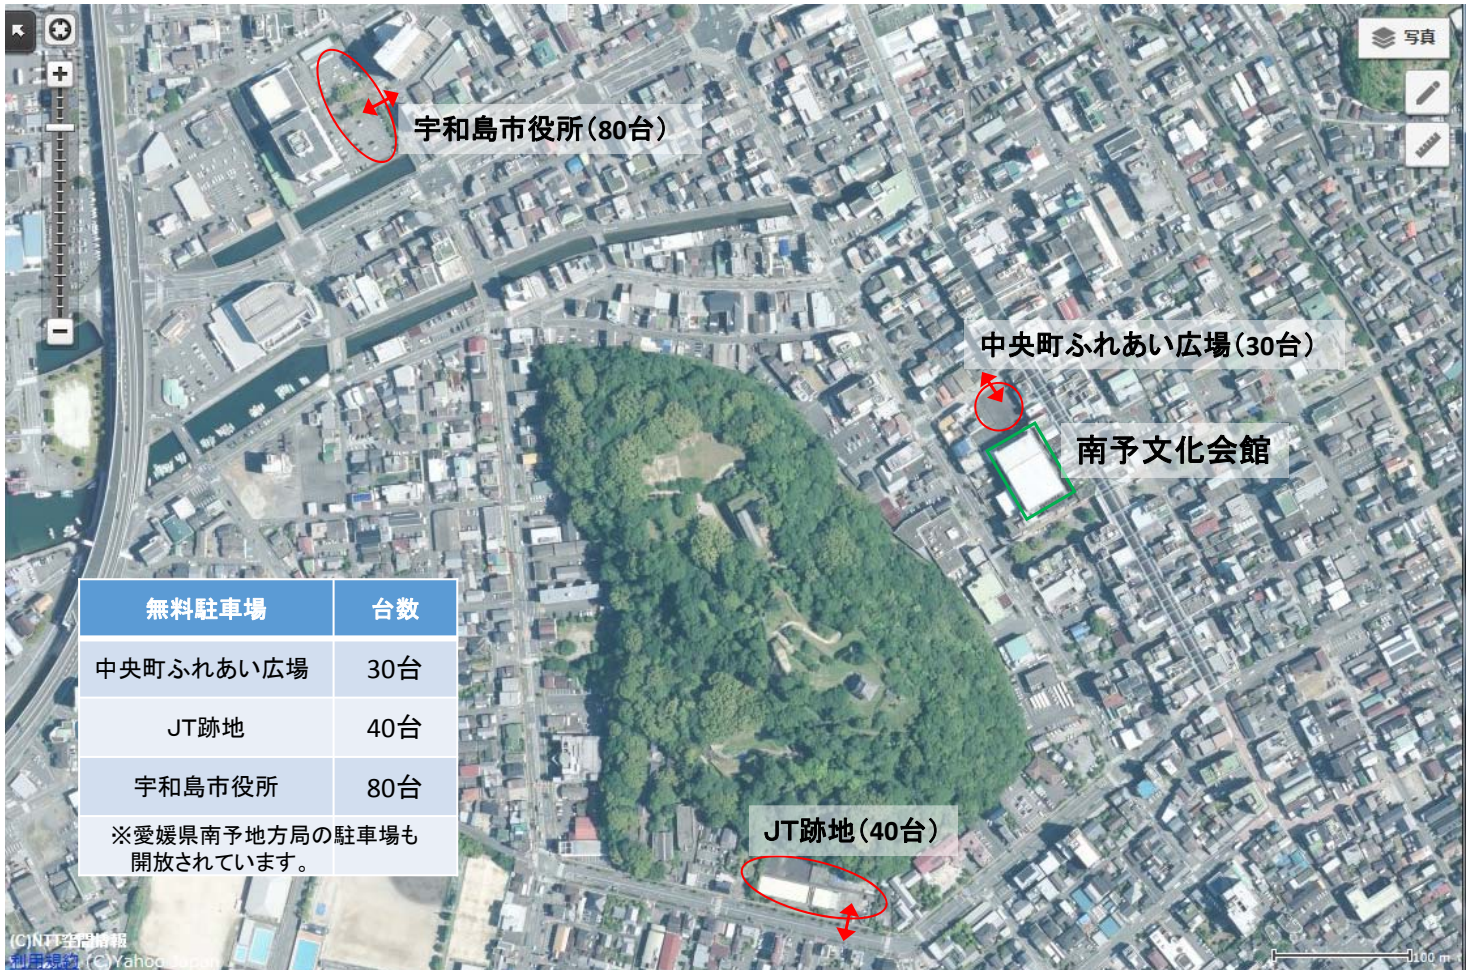 写真
宇和島市役所(80台)
中央町ふれあい広場(30台)
南予文化会館
無料駐車場 台数
中央町ふれあい広場 30台
JT跡地 40台
宇和島市役所 80台
※愛媛県南予地方局の駐車場も
開放されています。
JT跡地(40台)
(C)NTT空間情報
利用規約 (C)Yahoo Japan
100 m